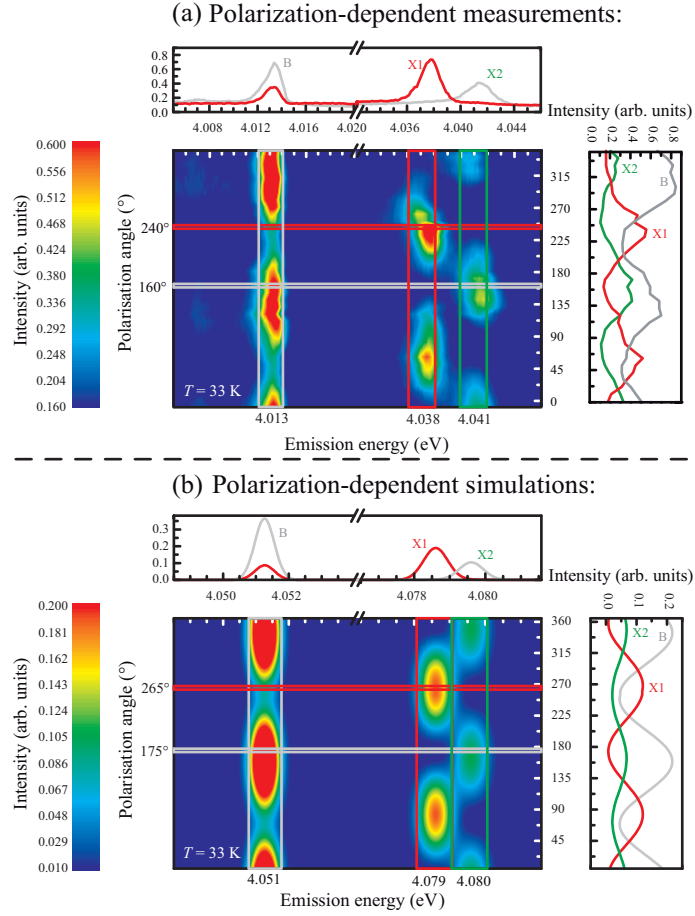 (a) Polarization-dependent measurements:
0.8
0.6
0.4
0.2
0.0
B
X1
X2
4.008 4.012 4.016 4.020 4.036 4.040 4.044
Intensity (arb. units)
0.0 0.2 0.4 0.6 0.8
0.600
0.556
0.512
0.468
0.424
0.380
0.336
0.292
0.248
0.204
0.160
Intensity (arb. units)
Polarisation angle (°)
240°
160°
T = 33 K
4.013 4.038 4.041
Emission energy (eV)
X2
B
X1
315
270
225
180
135
90
45
0
(b) Polarization-dependent simulations:
0.3
0.2
0.1
0.0
B
X1
X2
4.050 4.052 4.078 4.080
Intensity (arb. units)
0.0 0.1 0.2
0.200
0.181
0.162
0.143
0.124
0.105
0.086
0.067
0.048
0.029
0.010
Intensity (arb. units)
Polarisation angle (°)
265°
175°
T = 33 K
4.051 4.079 4.080
Emission energy (eV)
X2
B
X1
360
315
270
225
180
135
90
45